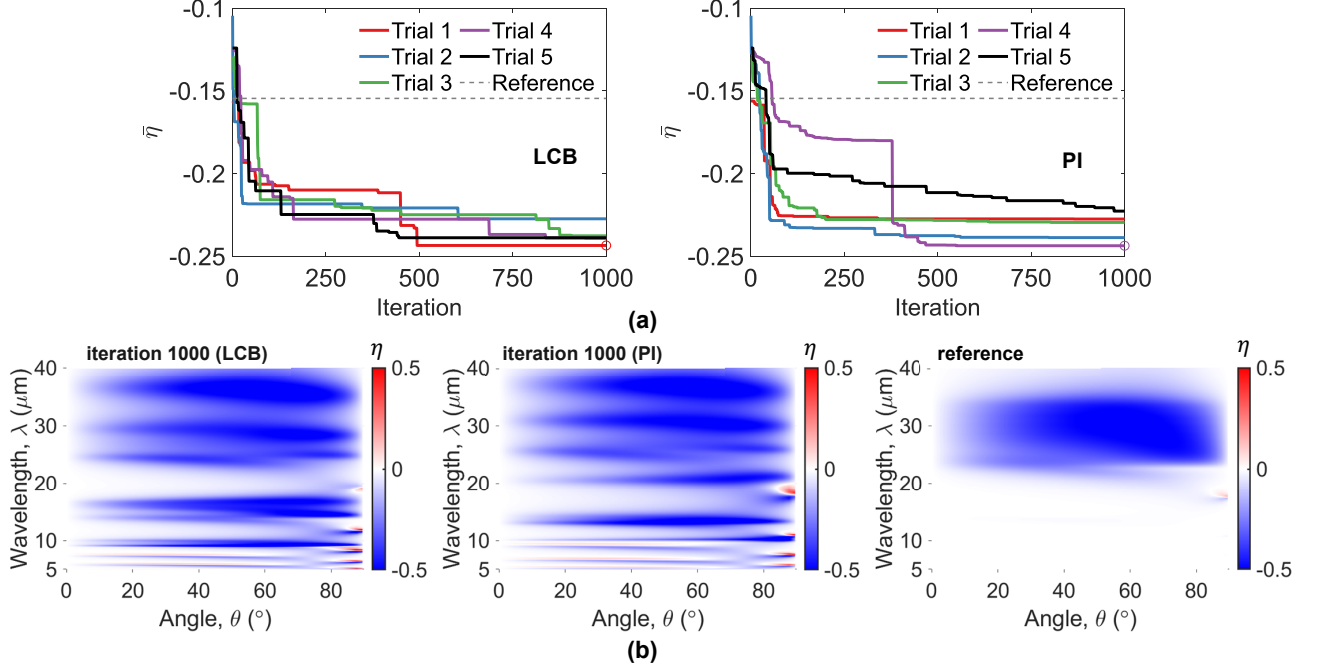 -0.1
-0.15
-0.2
-0.25
η̄
Trial 1
Trial 2
Trial 3
Trial 4
Trial 5
Reference
LCB
0 250 500 750 1000
Iteration
-0.1
-0.15
-0.2
-0.25
η̄
Trial 1
Trial 2
Trial 3
Trial 4
Trial 5
Reference
PI
0 250 500 750 1000
Iteration
(a)
iteration 1000 (LCB)
Wavelength, λ (μm)
40
30
20
10
5
0 20 40 60 80
Angle, θ (°)
η
0.5
0
-0.5
iteration 1000 (PI)
Wavelength, λ (μm)
40
30
20
10
5
0 20 40 60 80
Angle, θ (°)
η
0.5
0
-0.5
reference
Wavelength, λ (μm)
40
30
20
10
5
0 20 40 60 80
Angle, θ (°)
η
0.5
0
-0.5
(b)